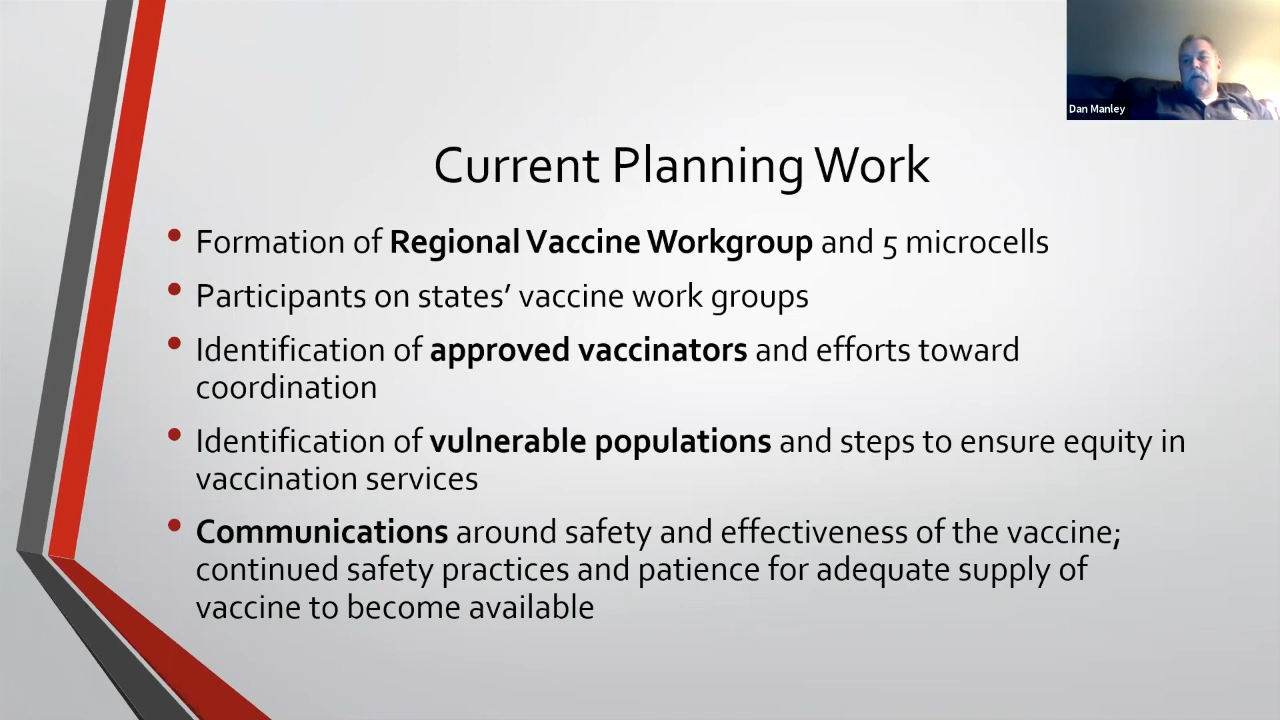 Dan Manley
Current Planning Work
• Formation of Regional Vaccine Workgroup and 5 microcells
• Participants on states’ vaccine work groups
• Identification of approved vaccinators and efforts toward
coordination
• Identification of vulnerable populations and steps to ensure equity in
vaccination services
• Communications around safety and effectiveness of the vaccine;
continued safety practices and patience for adequate supply of
vaccine to become available